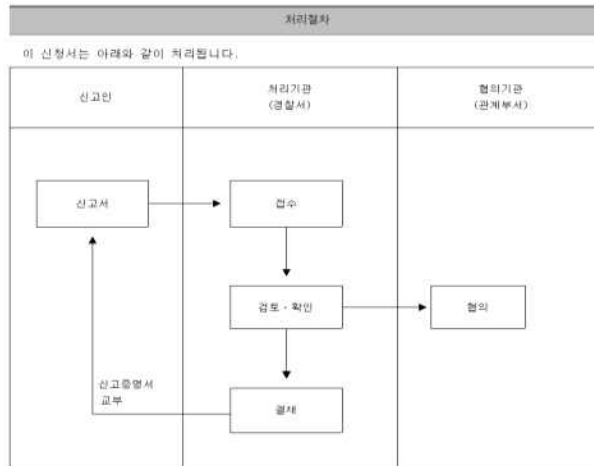 처리절차
이 신청서는 아래와 같이 처리됩니다.
신고인
처리기관
(경찰서)
협의기관
(관계부서)
신고서
접수
검토·확인
협의
신고증명서
교부
결재